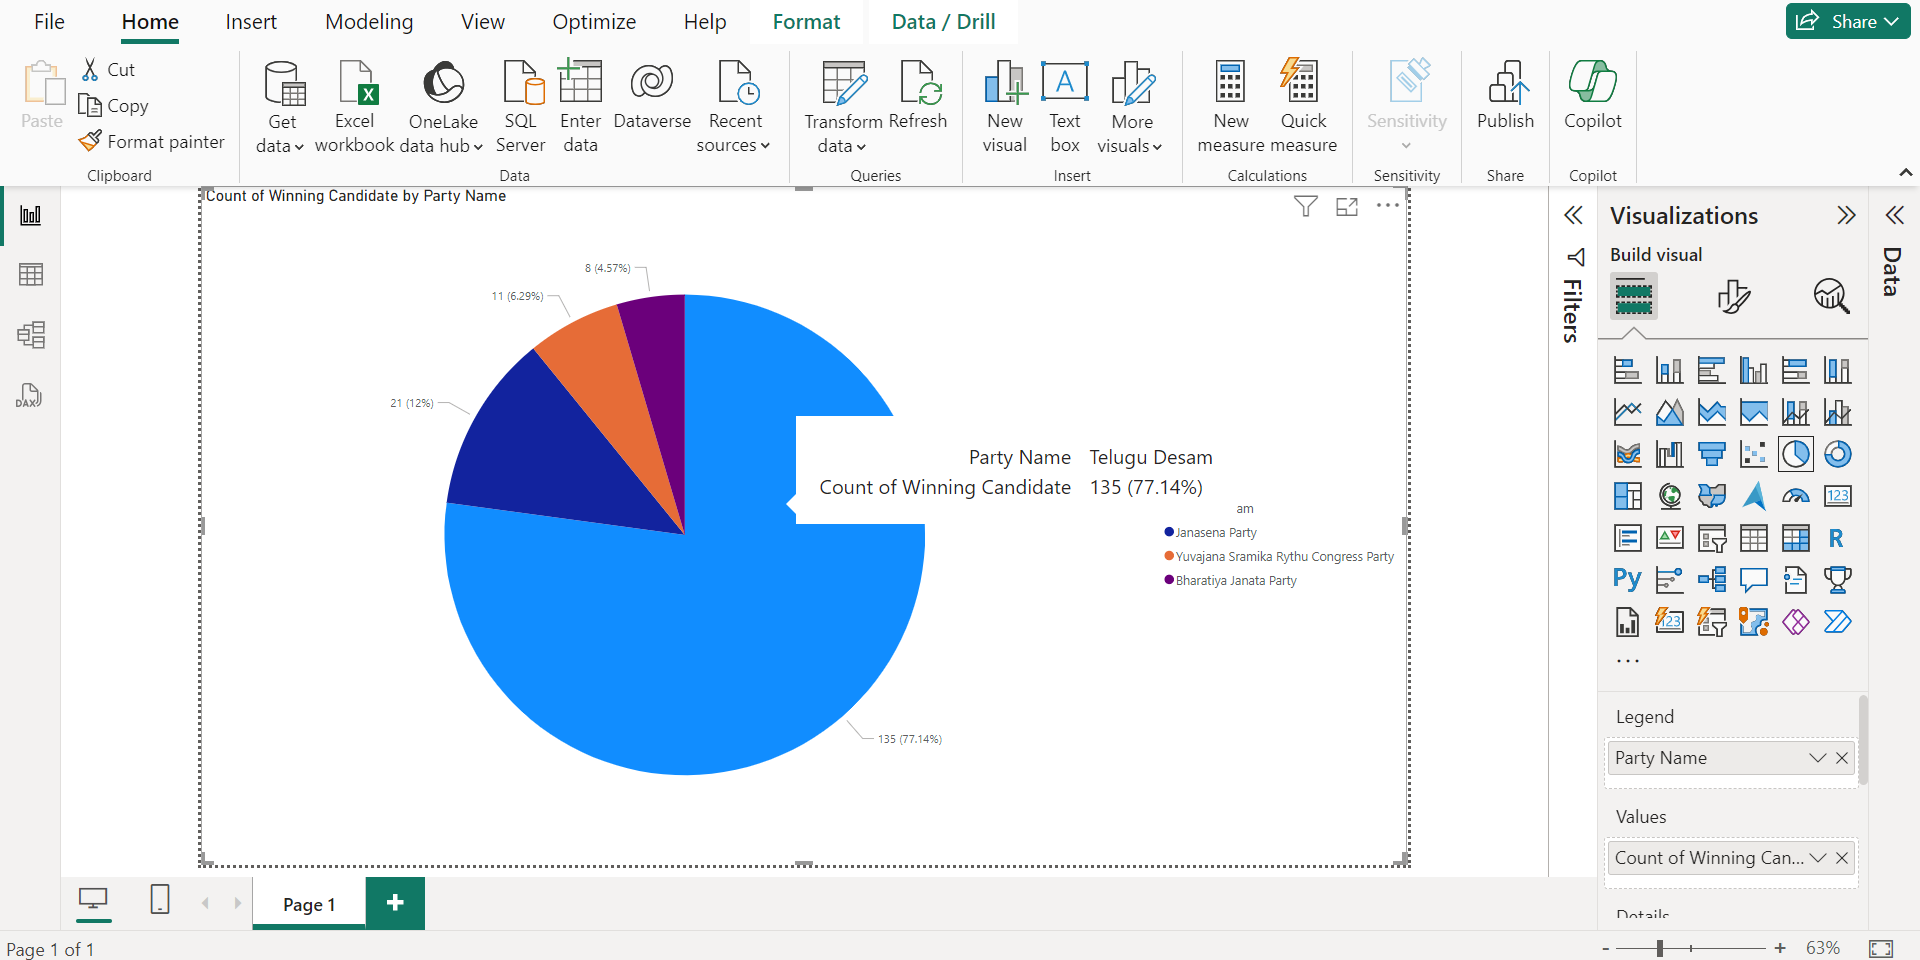 File Home Insert Modeling View Optimize Help Format Data / Drill Share
Paste
Cut
Copy
Format painter
Clipboard
Get data
Excel workbook
OneLake data hub
SQL Server
Enter data
Dataverse
Recent sources
Data
Transform data
Refresh
Queries
New visual
Text box
More visuals
Insert
New measure
Quick measure
Calculations
Sensitivity
Sensitivity
Publish
Share
Copilot
Copilot
DAX
Count of Winning Candidate by Party Name
8 (4.57%)
11 (6.29%)
21 (12%)
135 (77.14%)
Party Name Telugu Desam
Count of Winning Candidate 135 (77.14%)
am
Janasena Party
Yuvajana Sramika Rythu Congress Party
Bharatiya Janata Party
Filters
Visualizations
Build visual
123
R
Py
123
...
Legend
Party Name
Values
Count of Winning Can...
Details
Data
Page 1
Page 1 of 1
- + 63%